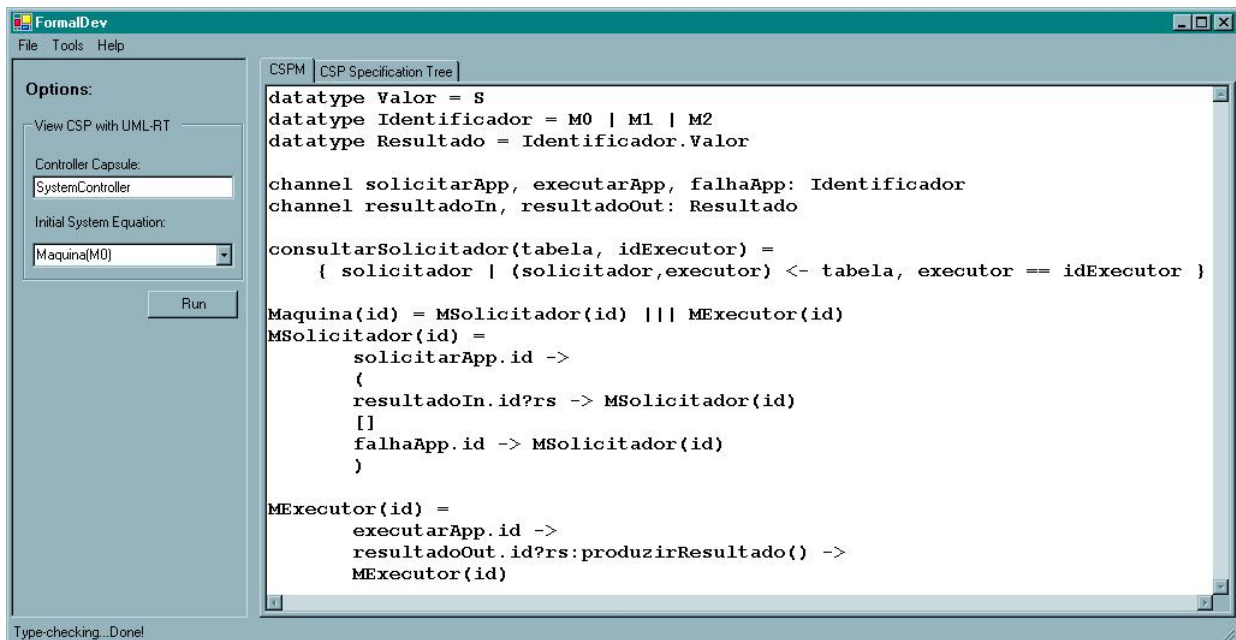 FormalDev
File Tools Help
Options:
View CSP with UML-RT
Controller Capsule:
SystemController
Initial System Equation:
Maquina(M0)
Run
CSPM CSP Specification Tree
datatype Valor = S
datatype Identificador = M0 | M1 | M2
datatype Resultado = Identificador.Valor
channel solicitarApp, executarApp, falhaApp: Identificador
channel resultadoIn, resultadoOut: Resultado
consultarSolicitador(tabela, idExecutor) =
{ solicitador | (solicitador,executor) <- tabela, executor == idExecutor }
Maquina(id) = MSolicitador(id) ||| MExecutor(id)
MSolicitador(id) =
solicitarApp.id ->
(
resultadoIn.id?rs -> MSolicitador(id)
[]
falhaApp.id -> MSolicitador(id)
)
MExecutor(id) =
executarApp.id ->
resultadoOut.id?rs:produzirResultado() ->
MExecutor(id)
Type-checking...Done!